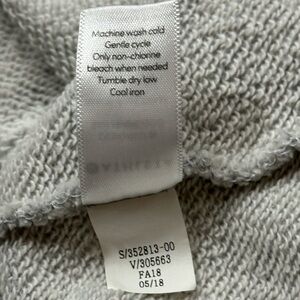 Machine wash cold
Gentle cycle
Only non-chlorine
bleach when needed
Tumble dry low
Cool iron
S/352813-00
V/305663
FA18
05/18